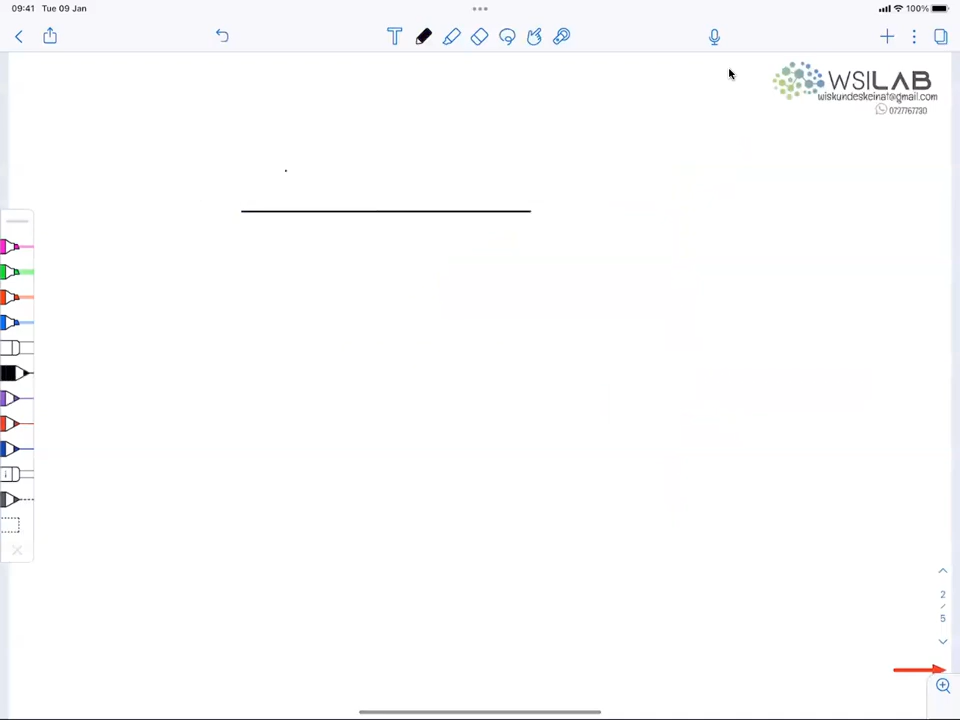 09:41 Tue 09 Jan
100%
T
WSILAB
wiskundeskeinat@gmail.com
0727767730
2
/
5